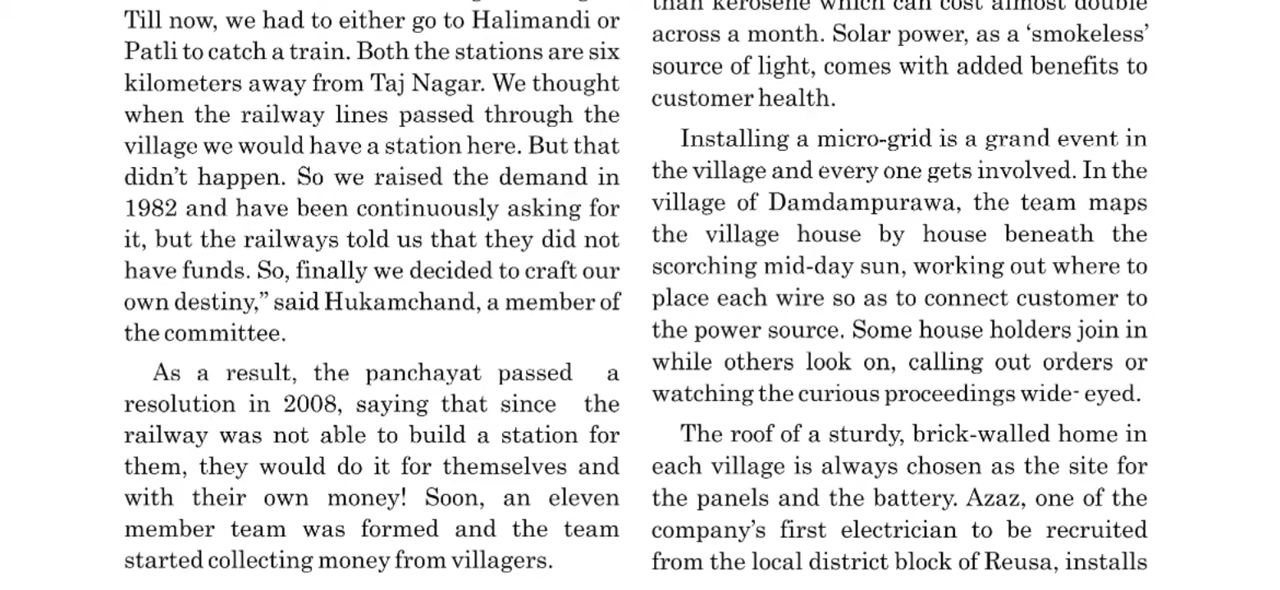 Till now, we had to either go to Halimandi or
Patli to catch a train. Both the stations are six
kilometers away from Taj Nagar. We thought
when the railway lines passed through the
village we would have a station here. But that
didn’t happen. So we raised the demand in
1982 and have been continuously asking for
it, but the railways told us that they did not
have funds. So, finally we decided to craft our
own destiny,” said Hukamchand, a member of
the committee.
As a result, the panchayat passed a
resolution in 2008, saying that since the
railway was not able to build a station for
them, they would do it for themselves and
with their own money! Soon, an eleven
member team was formed and the team
started collecting money from villagers.
than kerosene which can cost almost double
across a month. Solar power, as a ‘smokeless’
source of light, comes with added benefits to
customer health.
Installing a micro-grid is a grand event in
the village and every one gets involved. In the
village of Damdampurawa, the team maps
the village house by house beneath the
scorching mid-day sun, working out where to
place each wire so as to connect customer to
the power source. Some house holders join in
while others look on, calling out orders or
watching the curious proceedings wide- eyed.
The roof of a sturdy, brick-walled home in
each village is always chosen as the site for
the panels and the battery. Azaz, one of the
company’s first electrician to be recruited
from the local district block of Reusa, installs